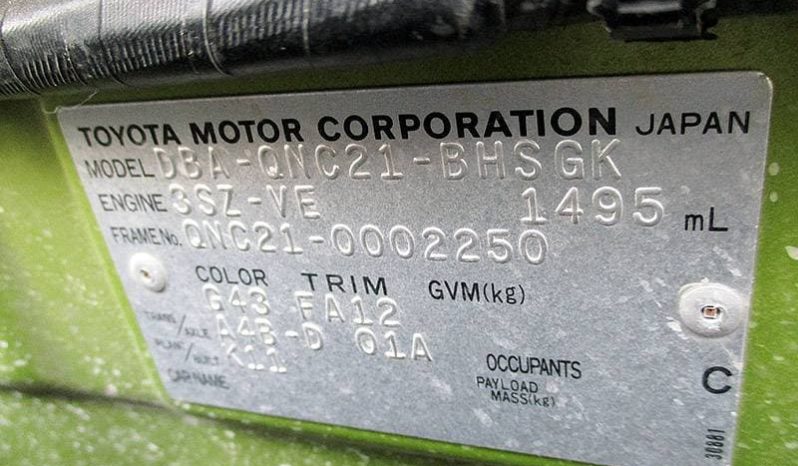 TOYOTA MOTOR CORPORATION JAPAN
MODEL DBA-QNC21-BHSGK
ENGINE 3SZ-VE 1495 mL
FRAME No. QNC21-0002250
COLOR TRIM GVM(kg)
G43 FA12
TRANS/AXLE A4B-D 01A
PLANT/BUILT K11
OCCUPANTS
CAR NAME
PAYLOAD MASS(kg)
C
30881